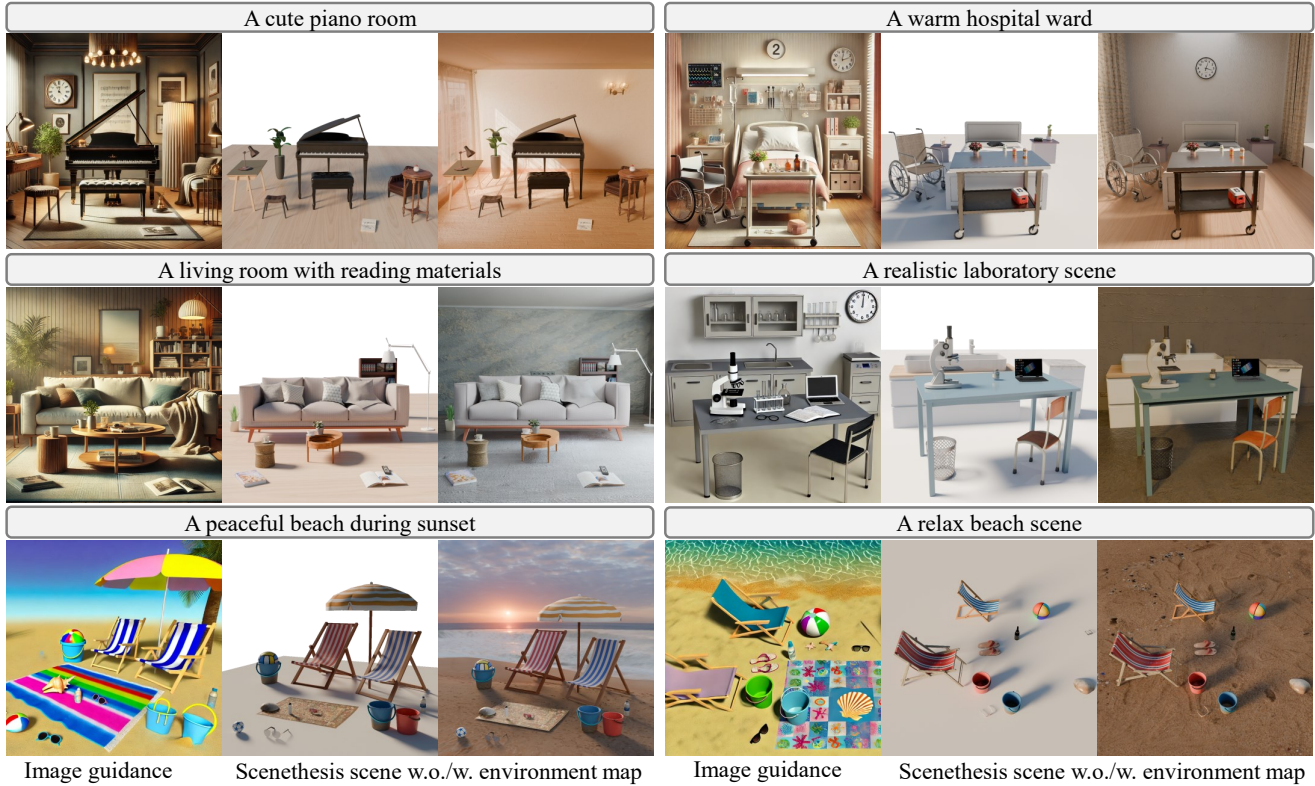 A cute piano room
A warm hospital ward
2
A living room with reading materials
A realistic laboratory scene
A peaceful beach during sunset
A relax beach scene
Image guidance
Scenethesis scene w.o./w. environment map
Image guidance
Scenethesis scene w.o./w. environment map